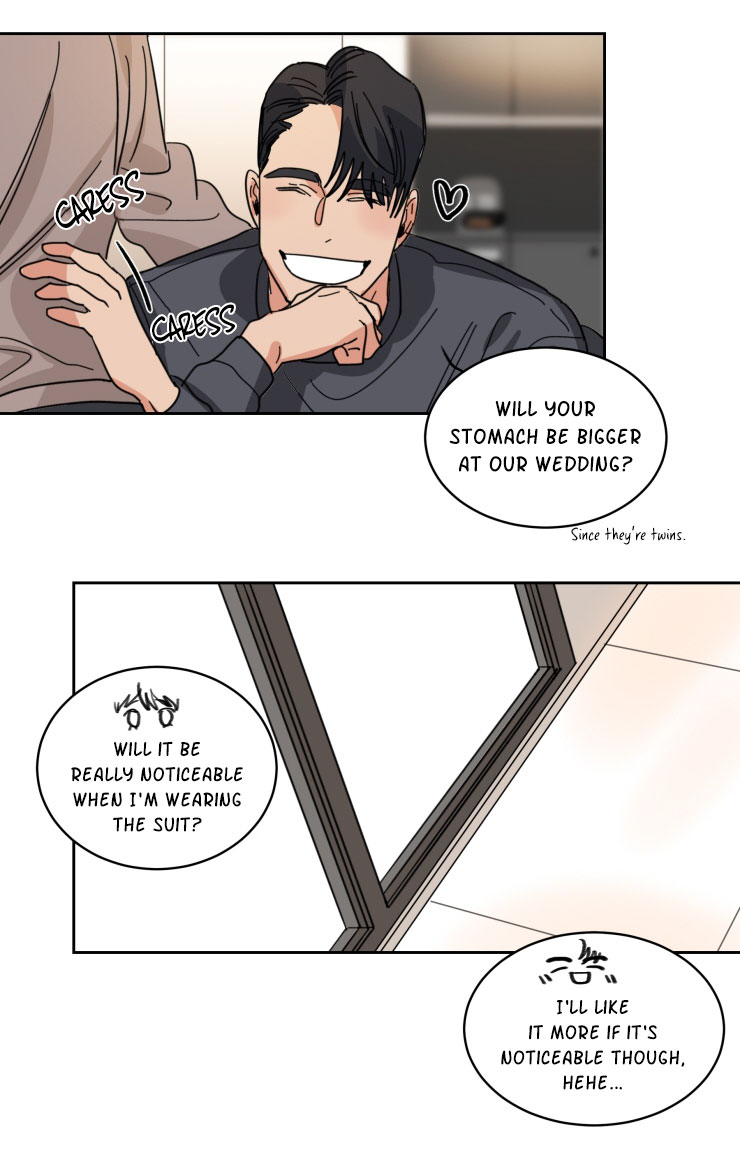 CARESS
CARESS
WILL YOUR
STOMACH BE BIGGER
AT OUR WEDDING?
Since they're twins.
WILL IT BE
REALLY NOTICEABLE
WHEN I'M WEARING
THE SUIT?
I'LL LIKE
IT MORE IF IT'S
NOTICEABLE THOUGH,
HEHE...